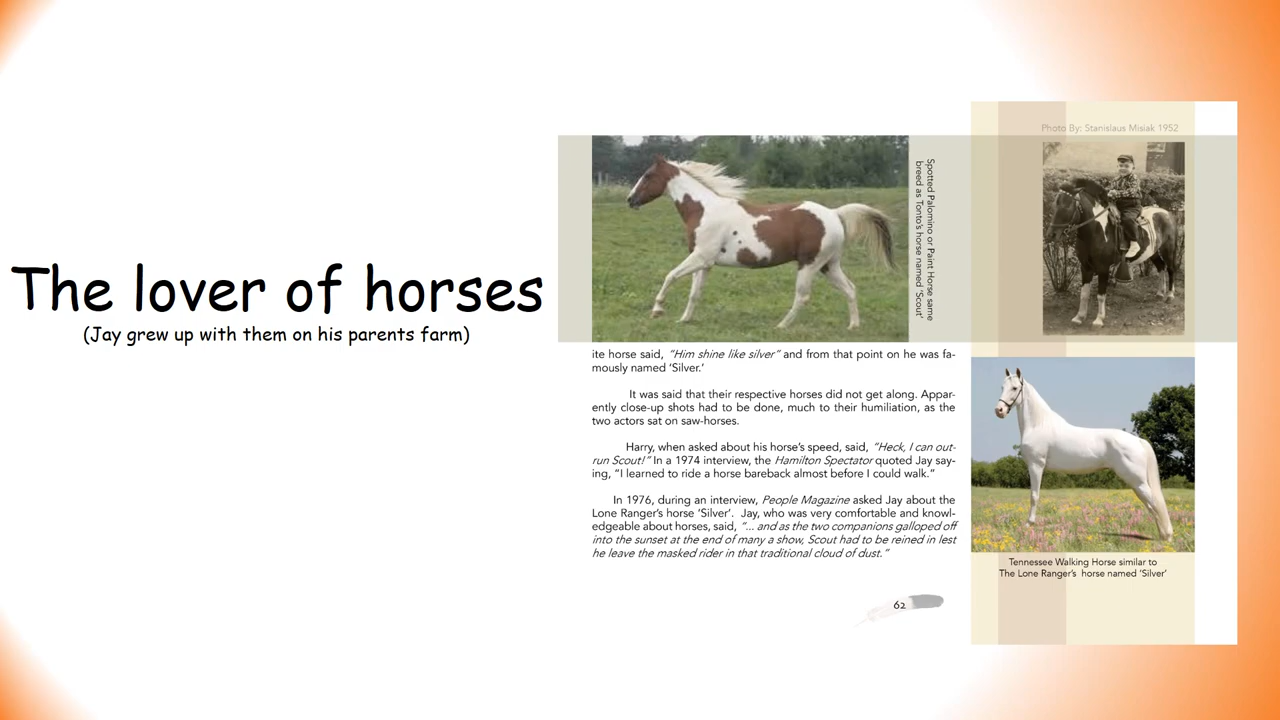 The lover of horses
(Jay grew up with them on his parents farm)
Photo By: Stanislaus Misiak 1952
Spotted Palomino or Paint Horse same
breed as Tonto's horse named 'Scout'
ite horse said, "Him shine like silver" and from that point on he was fa-
mously named 'Silver.'
It was said that their respective horses did not get along. Appar-
ently close-up shots had to be done, much to their humiliation, as the
two actors sat on saw-horses.
Harry, when asked about his horse's speed, said, "Heck, I can out-
run Scout!" In a 1974 interview, the Hamilton Spectator quoted Jay say-
ing, "I learned to ride a horse bareback almost before I could walk."
In 1976, during an interview, People Magazine asked Jay about the
Lone Ranger's horse 'Silver'. Jay, who was very comfortable and knowl-
edgeable about horses, said, "... and as the two companions galloped off
into the sunset at the end of many a show, Scout had to be reined in lest
he leave the masked rider in that traditional cloud of dust."
Tennessee Walking Horse similar to
The Lone Ranger's horse named 'Silver'
62